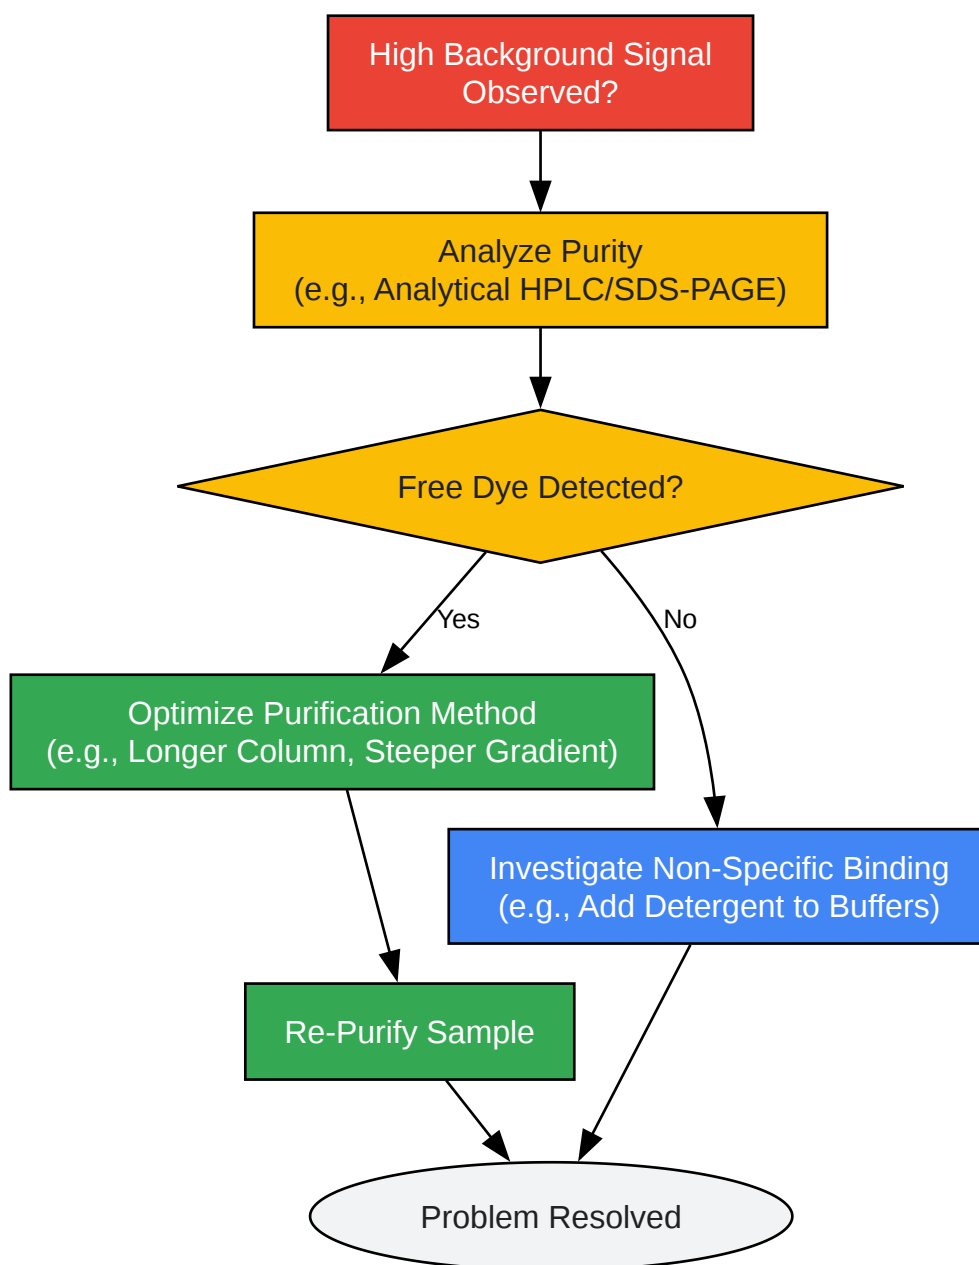 High Background Signal
Observed?
Analyze Purity
(e.g., Analytical HPLC/SDS-PAGE)
Free Dye Detected?
Yes
No
Optimize Purification Method
(e.g., Longer Column, Steeper Gradient)
Investigate Non-Specific Binding
(e.g., Add Detergent to Buffers)
Re-Purify Sample
Problem Resolved